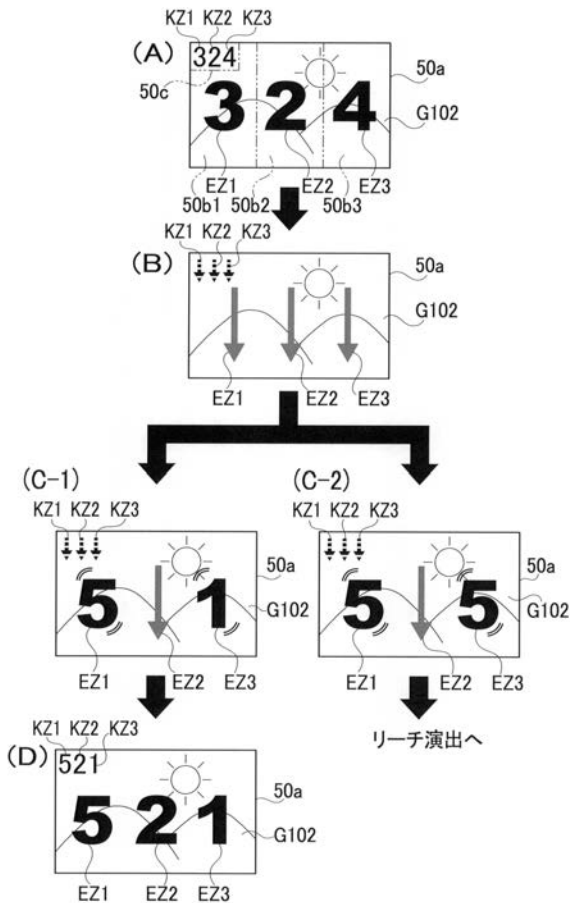 KZ1 KZ2 KZ3
(A)
324
50a
50c
3 2 4
G102
EZ1 EZ2 EZ3
50b1 50b2 50b3
KZ1 KZ2 KZ3
(B)
50a
G102
EZ1 EZ2 EZ3
(C-1)
KZ1 KZ2 KZ3
50a
5 1
G102
EZ1 EZ2 EZ3
(C-2)
KZ1 KZ2 KZ3
50a
5 5
G102
EZ1 EZ2 EZ3
リーチ演出へ
KZ1 KZ2 KZ3
(D)
521
50a
5 2 1
G102
EZ1 EZ2 EZ3